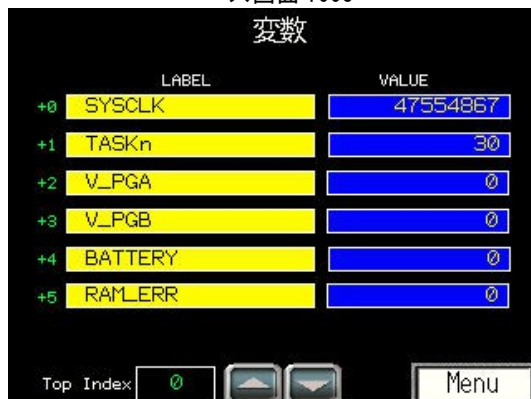 変数
LABEL VALUE
+0 SYSCLK 47554867
+1 TASKn 30
+2 V_PGA 0
+3 V_PGB 0
+4 BATTERY 0
+5 RAM_ERR 0
Top Index 0 Menu